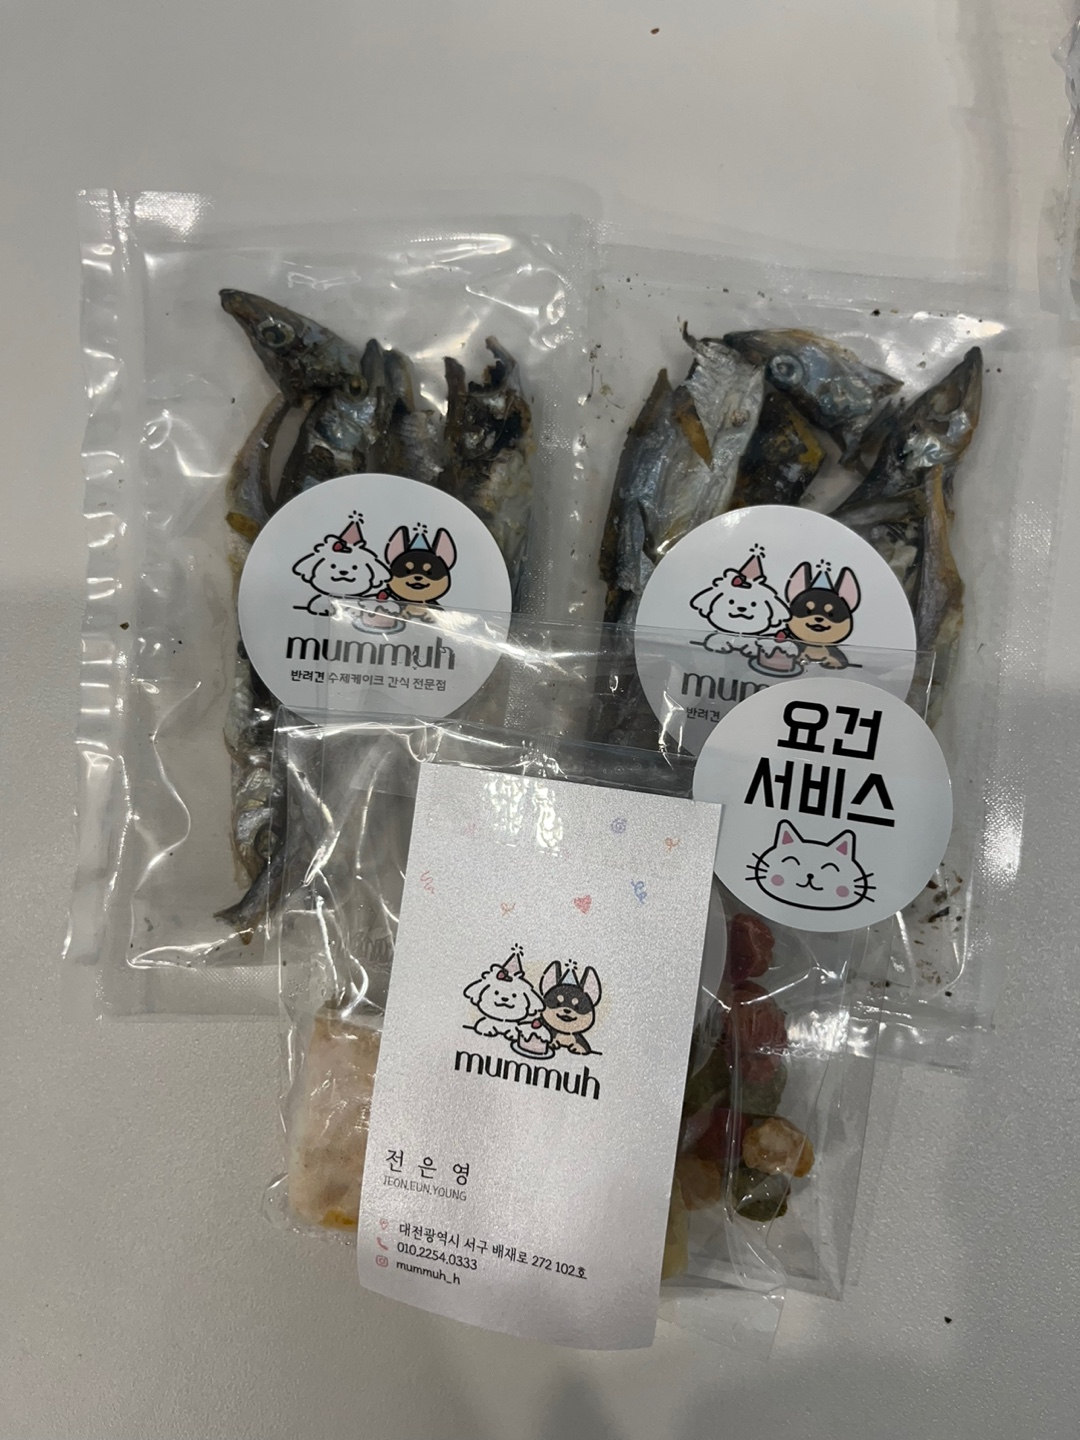 mummuh
반려견 수제케이크 간식 전문점
mum
반려견
요건
서비스
mummuh
전은영
JEON.EUN.YOUNG
대전광역시 서구 배재로 272 102호
010.2254.0333
mummuh_h